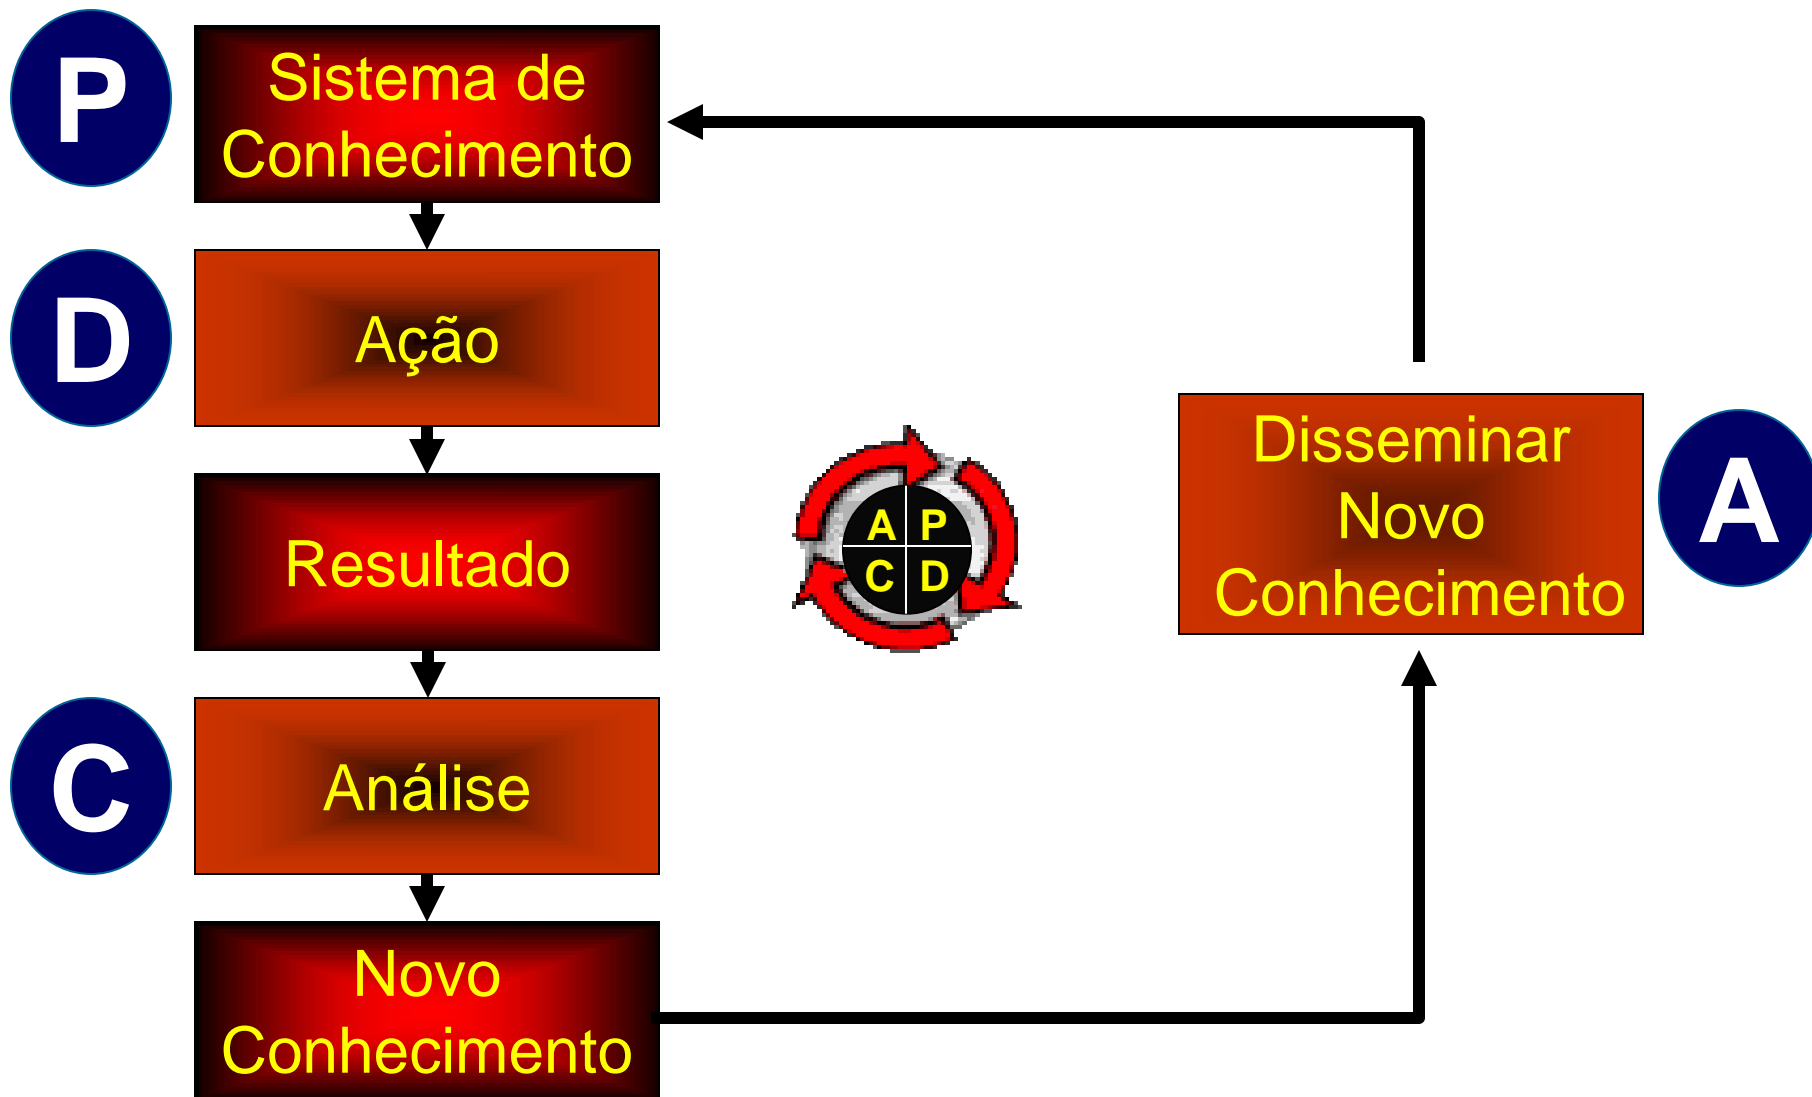 P
Sistema de
Conhecimento
D
Ação
Resultado
C
Análise
Novo
Conhecimento
A P
C D
Disseminar
Novo
Conhecimento
A